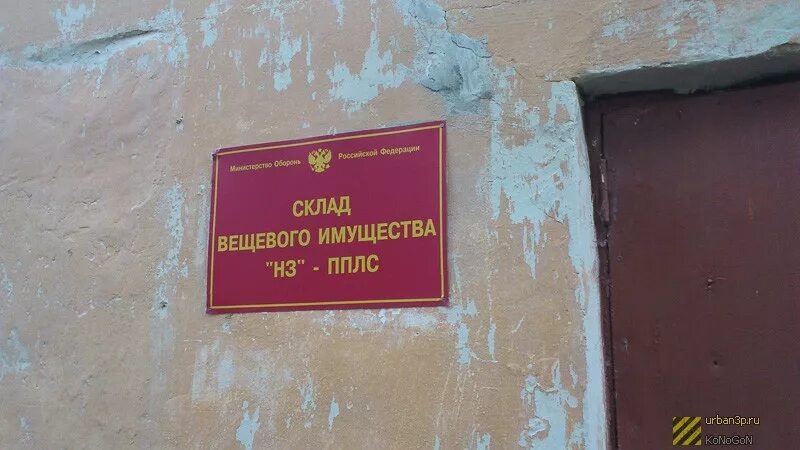 Министерство Обороны Российской Федерации
СКЛАД
ВЕЩЕВОГО ИМУЩЕСТВА
"НЗ" - ППЛС
urban3p.ru
KoNoGoN